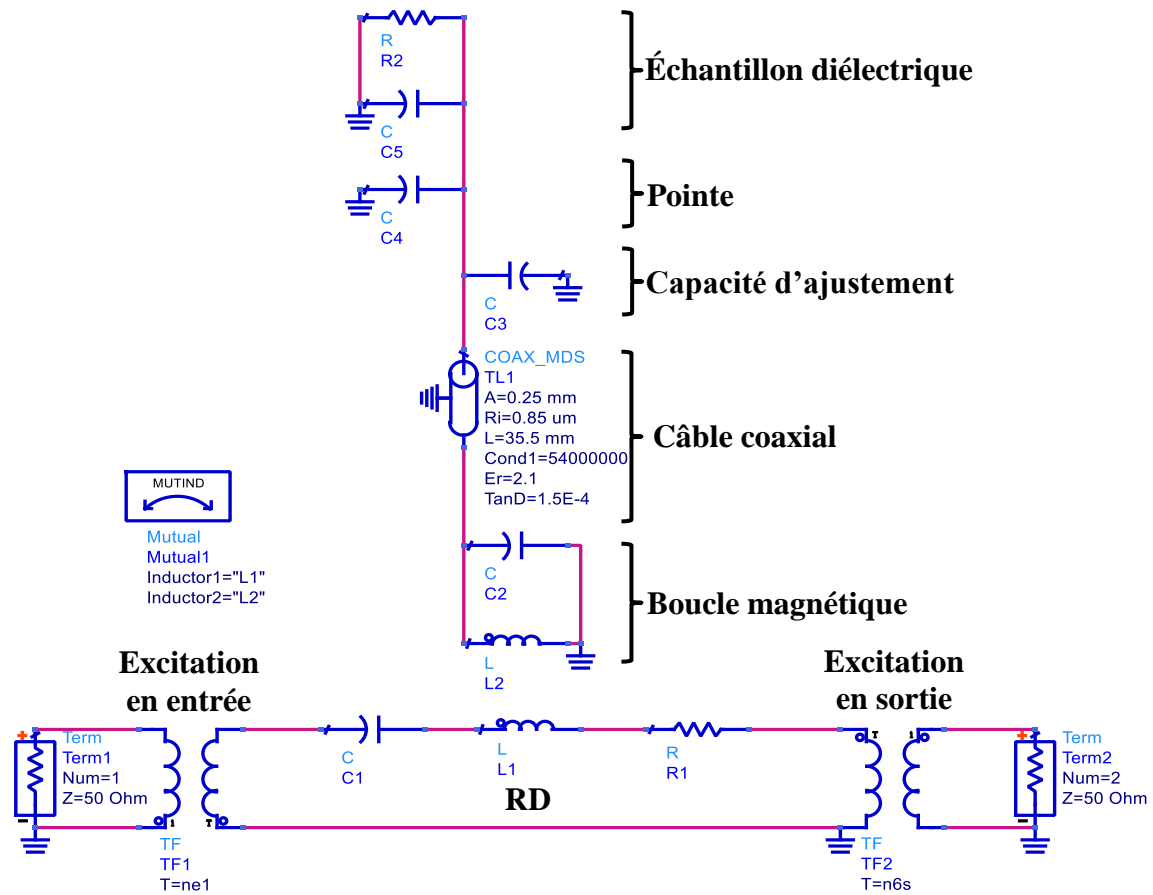 R
R2
Échantillon diélectrique
C
C5
Pointe
C
C4
Capacité d’ajustement
C
C3
COAX_MDS
TL1
A=0.25 mm
Ri=0.85 um
L=35.5 mm
Cond1=54000000
Er=2.1
TanD=1.5E-4
Câble coaxial
MUTIND
Mutual
Mutual1
Inductor1="L1"
Inductor2="L2"
C
C2
Boucle magnétique
L
L2
Excitation
en entrée
Excitation
en sortie
+
Term
Term1
Num=1
Z=50 Ohm
-
1
T
TF
TF1
T=ne1
C
C1
L
L1
R
R1
RD
T
1
TF
TF2
T=n6s
+
Term
Term2
Num=2
Z=50 Ohm
-